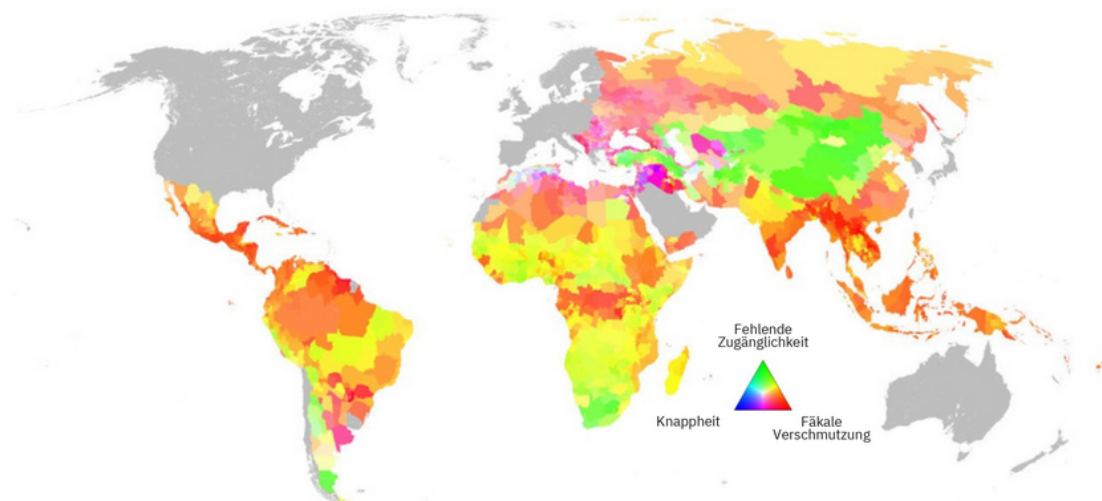 Fehlende
Zugänglichkeit
Knappheit
Fäkale
Verschmutzung